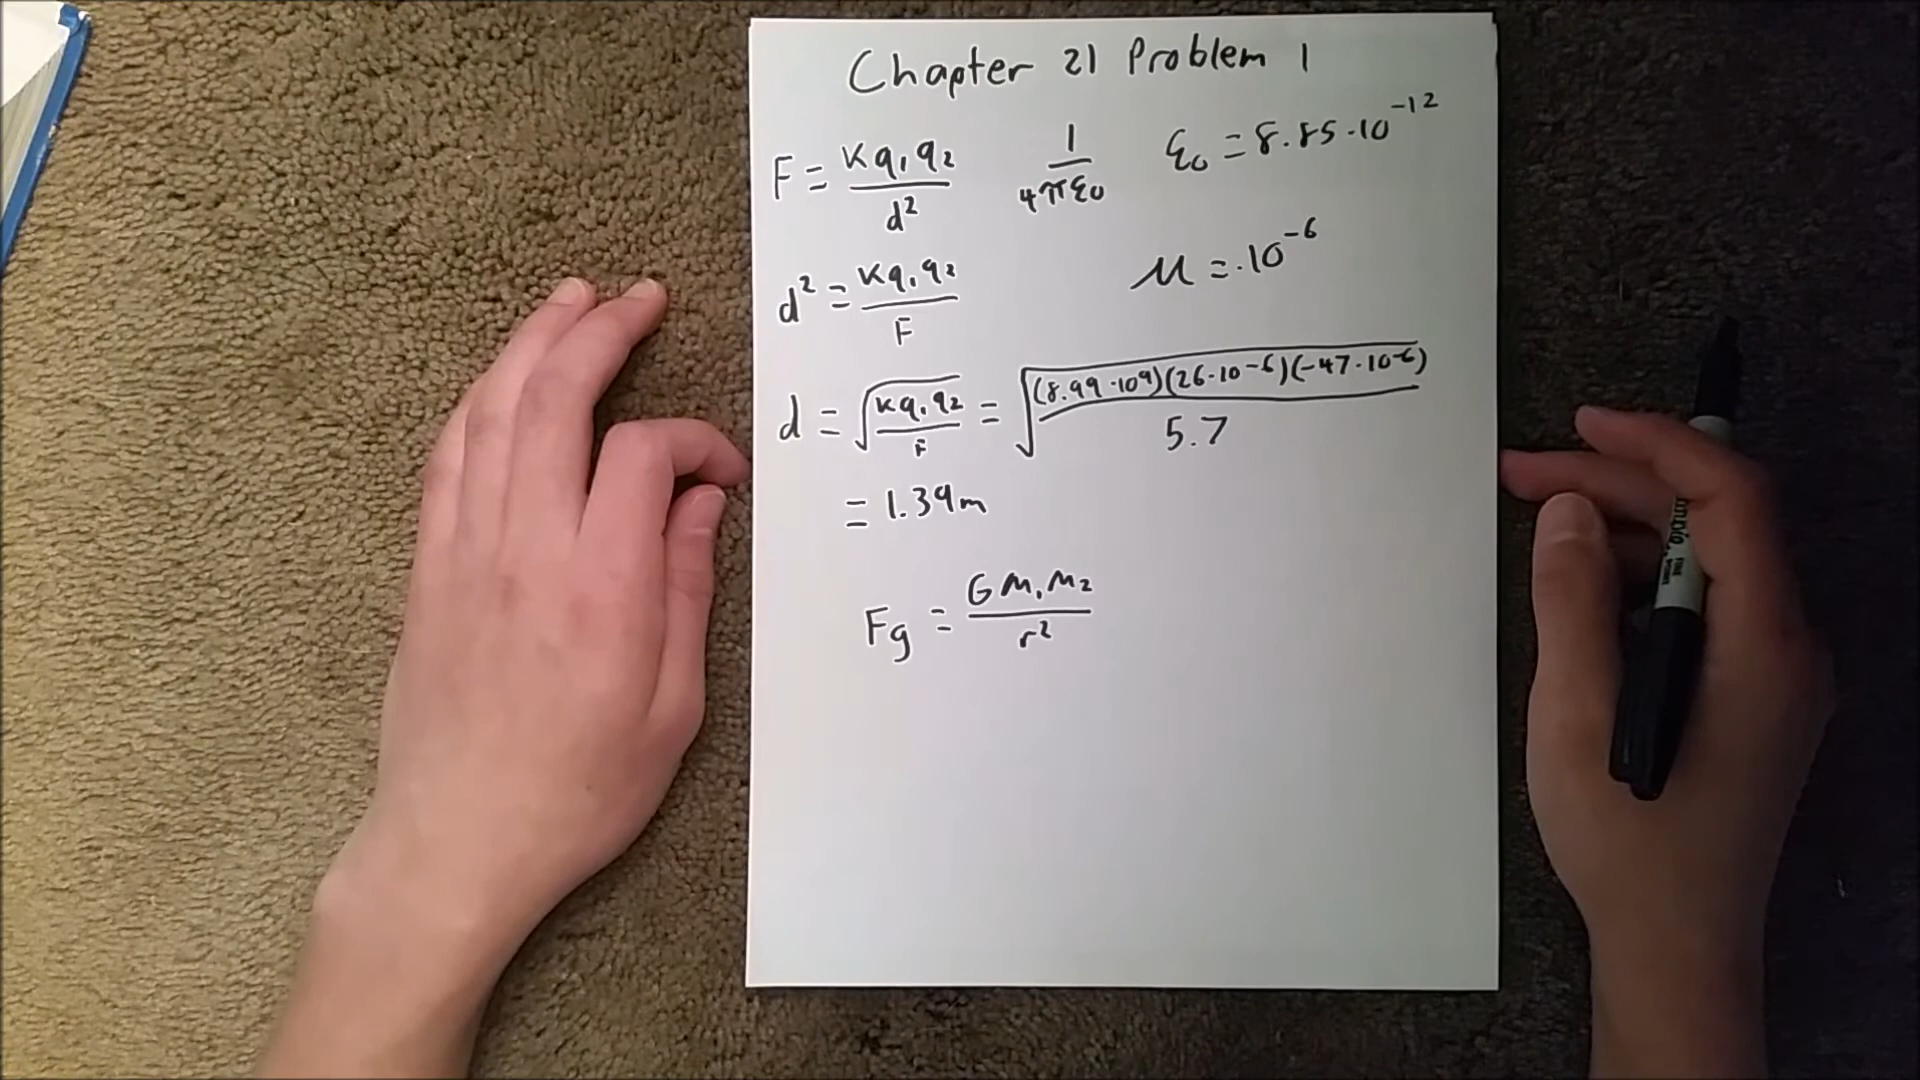 Chapter 21 Problem 1
F = Kq₁q₂/d² 1/4πε₀ ε₀ = 8.85·10⁻¹²
d² = Kq₁q₂/F μ = ·10⁻⁶
d = √(Kq₁q₂/F) = √((8.99·10⁹)(26·10⁻⁶)(-47·10⁻⁶)/5.7)
= 1.39m
Fg = GM₁M₂/r²